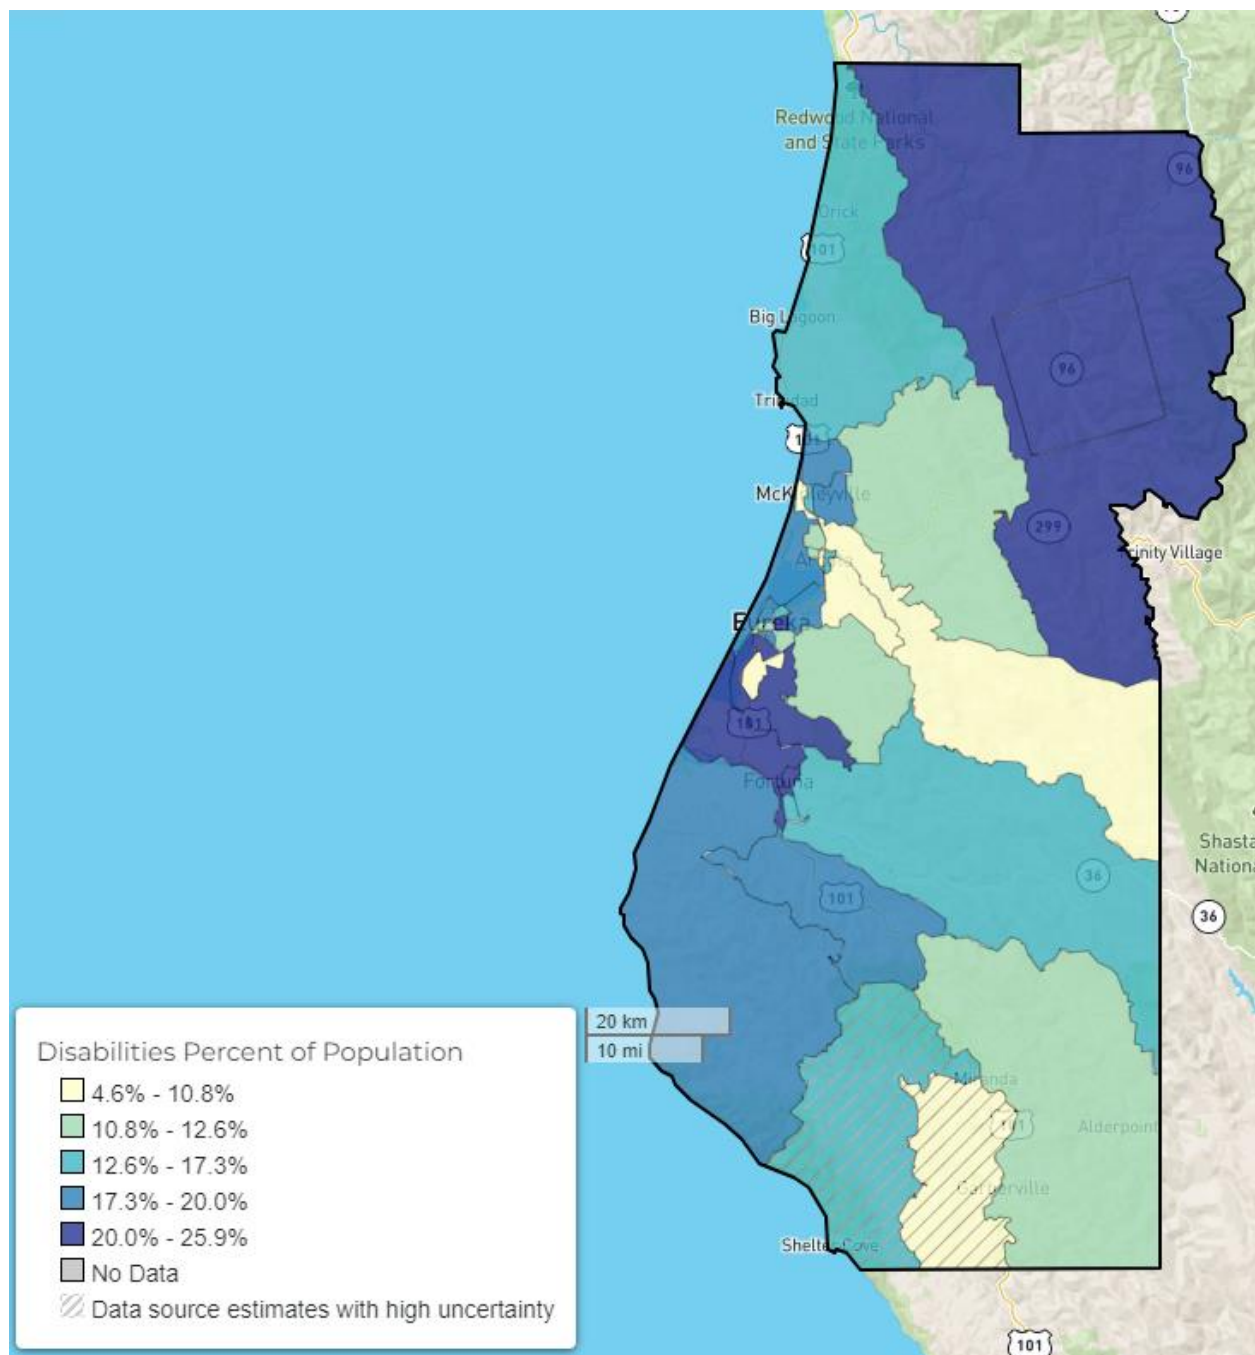 Redwood National
and State Parks
96
Orick
101
Big Lagoon
96
Trinidad
101
McKinleyville
299
Trinity Village
Arcata
Eureka
101
Fortuna
Shasta
Nationa
36
101
36
20 km
10 mi
Miranda
101
Alderpoint
Garberville
Shelter Cove
101
Disabilities Percent of Population
4.6% - 10.8%
10.8% - 12.6%
12.6% - 17.3%
17.3% - 20.0%
20.0% - 25.9%
No Data
Data source estimates with high uncertainty